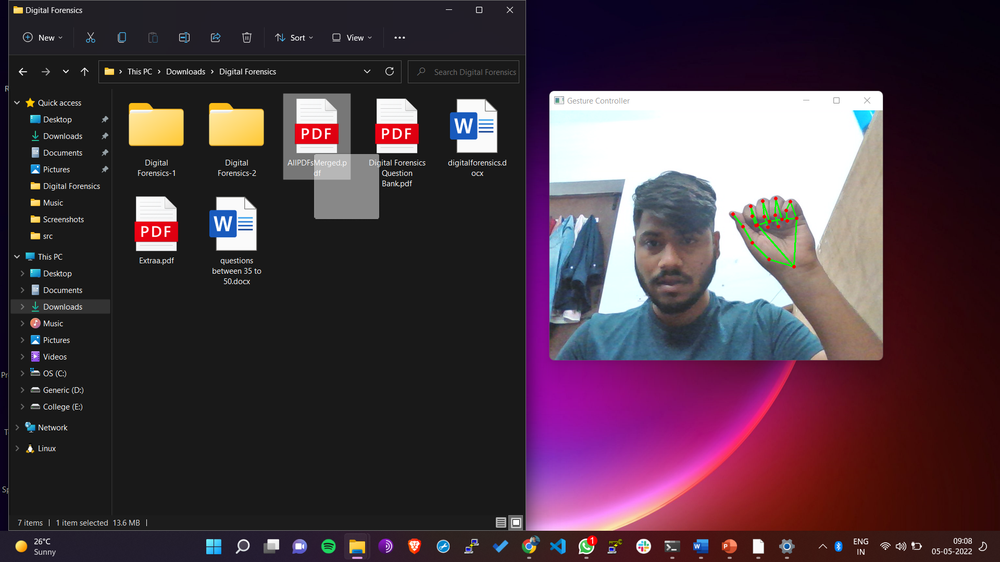 Digital Forensics
New
Sort
View
This PC
Downloads
Digital Forensics
Search Digital Forensics
Quick access
Desktop
Downloads
Documents
Pictures
Digital Forensics
Music
Screenshots
src
This PC
Desktop
Documents
Downloads
Music
Pictures
Videos
OS (C:)
Generic (D:)
College (E:)
Network
Linux
Digital
Forensics-1
Digital
Forensics-2
PDF
AllPDFsMerged.p
df
PDF
Digital Forensics
Question
Bank.pdf
W
digitalforensics.d
ocx
PDF
Extraa.pdf
W
questions
between 35 to
50.docx
7 items
1 item selected 13.6 MB
Gesture Controller
R
Pr
T
Sp
26°C
Sunny
1
W
P
ENG
IN
09:08
05-05-2022